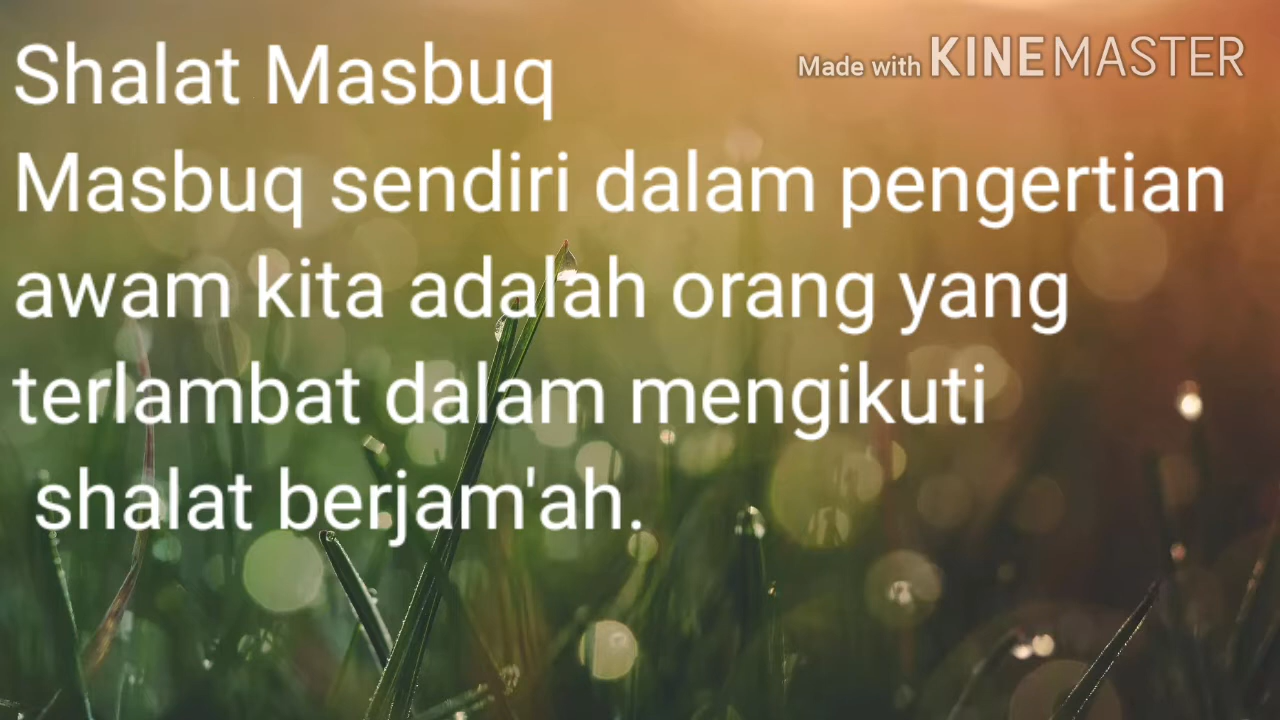 Shalat Masbuq
Made with KINEMASTER
Masbuq sendiri dalam pengertian
awam kita adalah orang yang
terlambat dalam mengikuti
shalat berjam'ah.